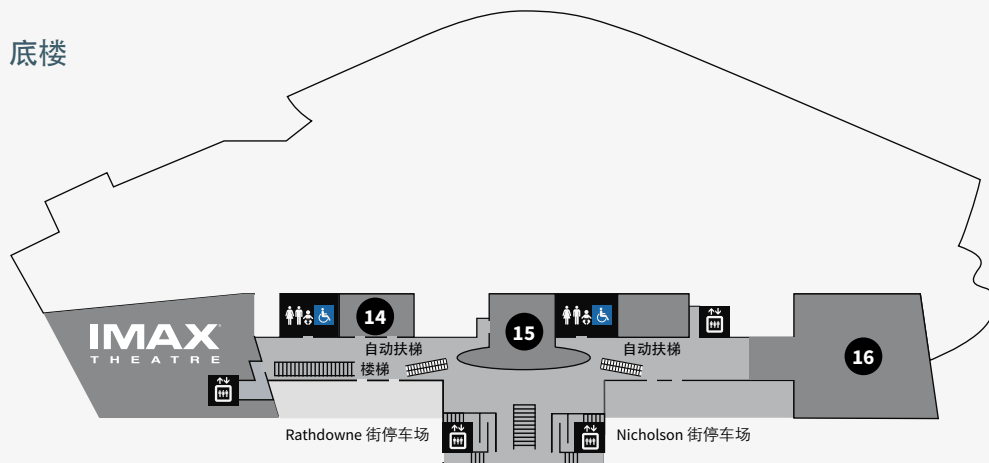 底楼
IMAX
THEATRE
14
15
16
自动扶梯
自动扶梯
楼梯
Rathdowne 街停车场
Nicholson 街停车场